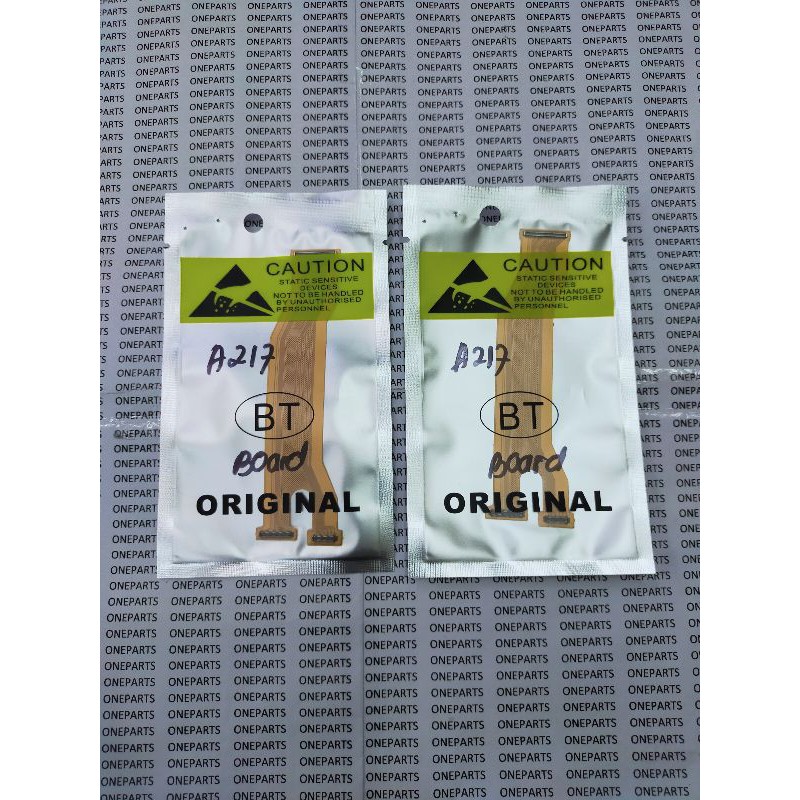 ONEPARTS
CAUTION
STATIC SENSITIVE
DEVICES
NOT TO BE HANDLED
BY UNAUTHORISED
PERSONNEL
A217
BT
Board
ORIGINAL
CAUTION
STATIC SENSITIVE
DEVICES
NOT TO BE HANDLED
BY UNAUTHORISED
PERSONNEL
A217
BT
Board
ORIGINAL